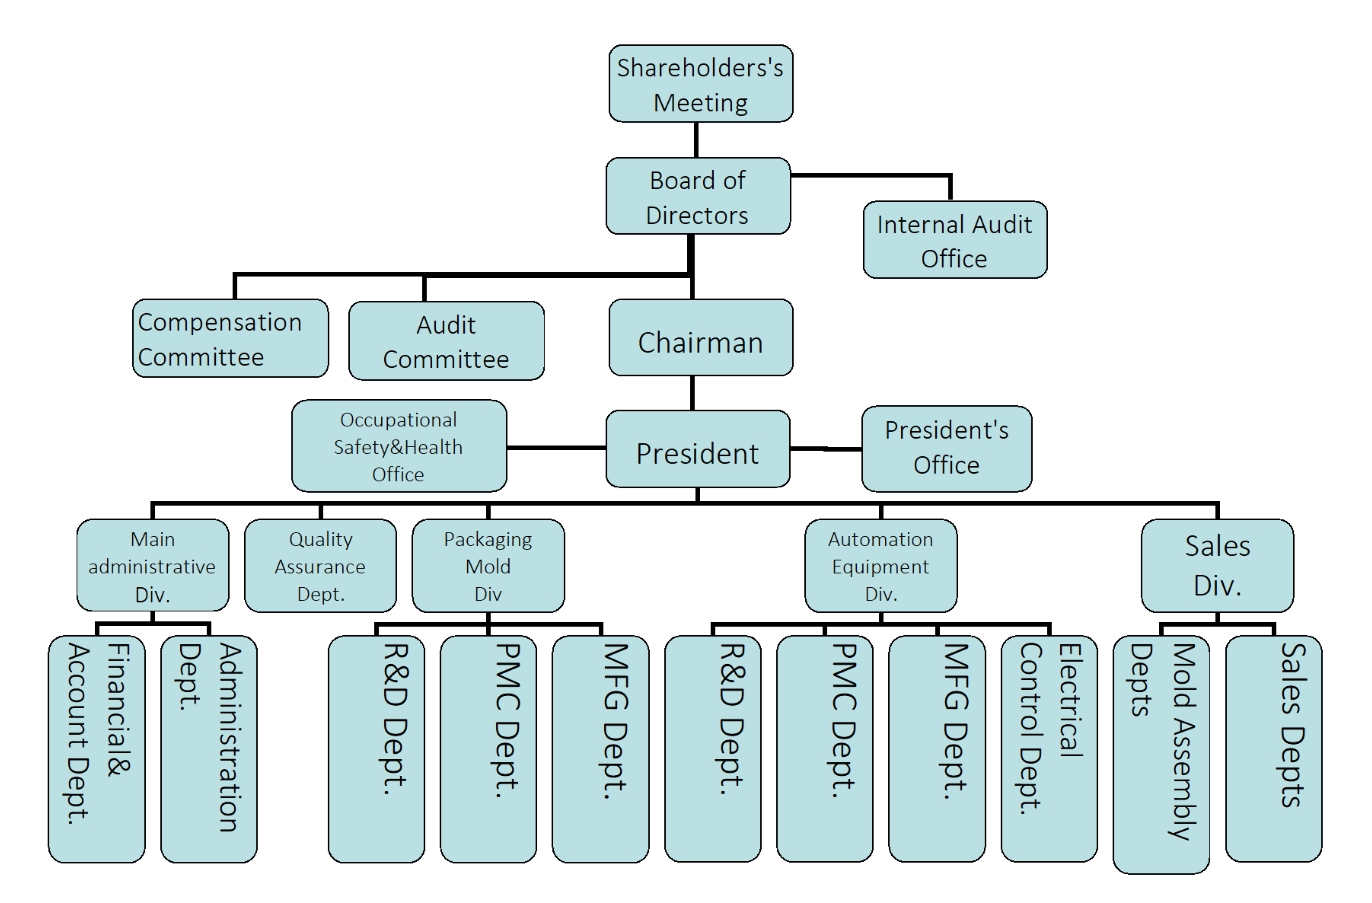 Shareholders's
Meeting
Board of
Directors
Internal Audit
Office
Compensation
Committee
Audit
Committee
Chairman
Occupational
Safety&Health
Office
President
President's
Office
Main
administrative
Div.
Quality
Assurance
Dept.
Packaging
Mold
Div
Automation
Equipment
Div.
Sales
Div.
Financial&
Account Dept.
Administration
Dept.
R&D Dept.
PMC Dept.
MFG Dept.
R&D Dept.
PMC Dept.
MFG Dept.
Electrical
Control Dept.
Mold Assembly
Depts
Sales Depts